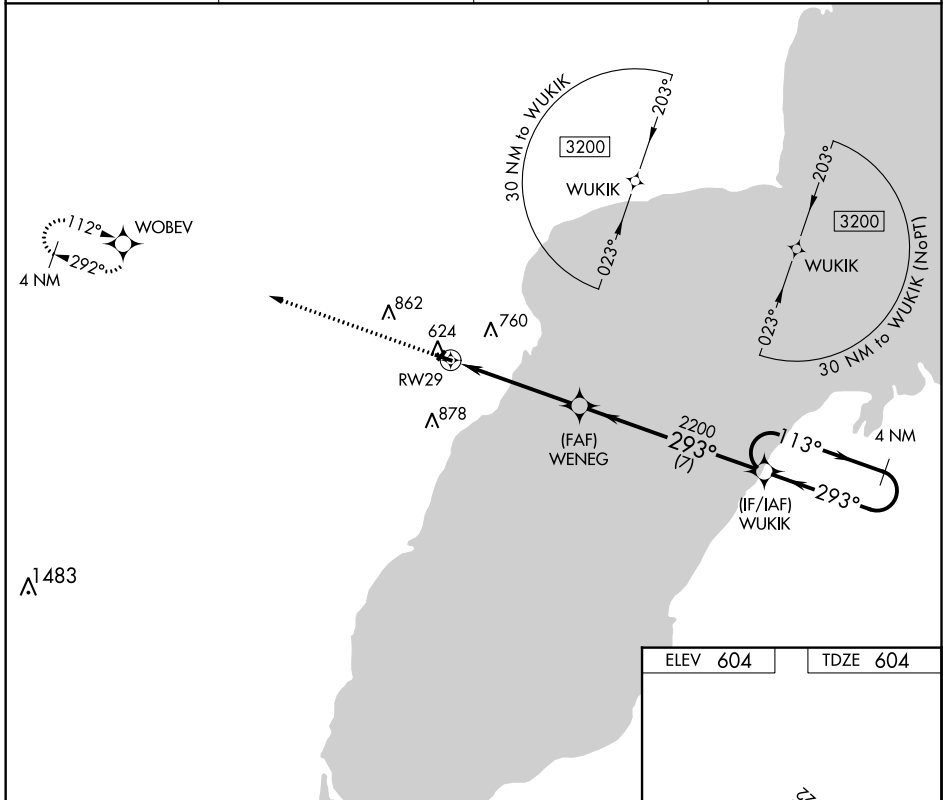 30 NM to WUKIK
203°
3200
WUKIK
023°
203°
3200
WUKIK
023°
30 NM to WUKIK (NoPT)
112°
WOBEV
292°
4 NM
862
624
760
RW29
878
(FAF)
WENEG
2200
293°
(7)
113°
4 NM
293°
(IF/IAF)
WUKIK
1483
ELEV 604
TDZE 604
22